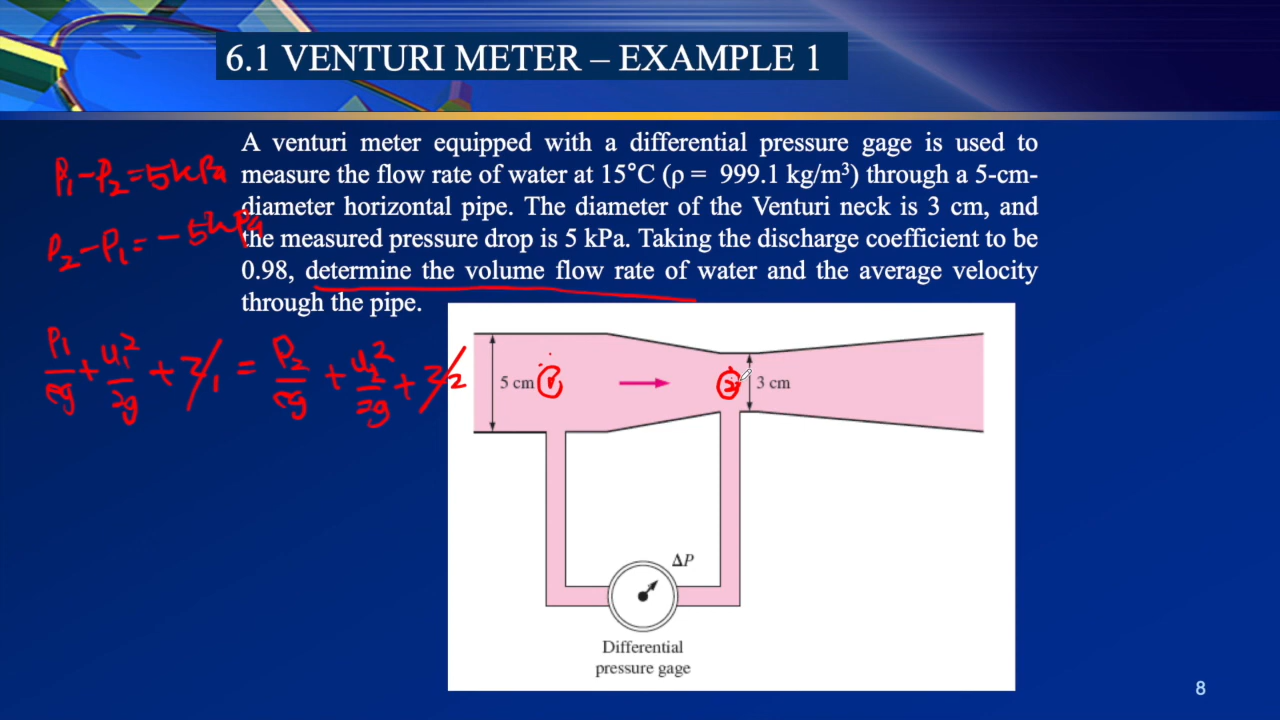 6.1 VENTURI METER – EXAMPLE 1
A venturi meter equipped with a differential pressure gage is used to
measure the flow rate of water at 15°C (ρ = 999.1 kg/m³) through a 5-cm-
diameter horizontal pipe. The diameter of the Venturi neck is 3 cm, and
the measured pressure drop is 5 kPa. Taking the discharge coefficient to be
0.98, determine the volume flow rate of water and the average velocity
through the pipe.
P₁-P₂=5kPa
P₂-P₁=-5kPa
P₁/ρg + u₁²/2g + z₁ = P₂/ρg + u₂²/2g + z₂
5 cm
1
2
3 cm
ΔP
Differential
pressure gage
8